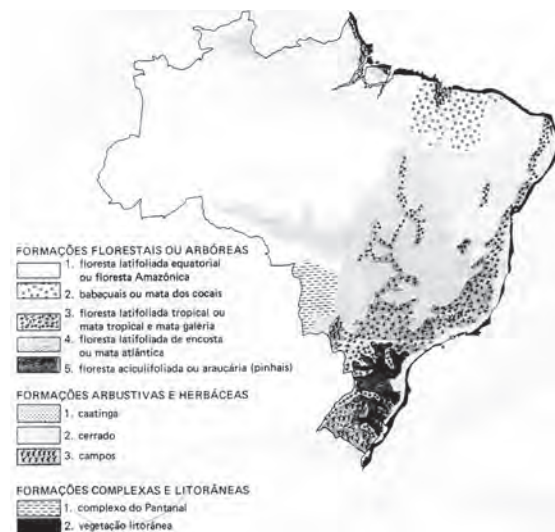 FORMAÇÕES FLORESTAIS OU ARBÓREAS
1. floresta latifoliada equatorial
ou floresta Amazônica
2. babaçuais ou mata dos cocais
3. floresta latifoliada tropical ou
mata tropical e mata galeria
4. floresta latifoliada de encosta
ou mata atlântica
5. floresta aciculifoliada ou araucária (pinhais)
FORMAÇÕES ARBUSTIVAS E HERBÁCEAS
1. caatinga
2. cerrado
3. campos
FORMAÇÕES COMPLEXAS E LITORÂNEAS
1. complexo do Pantanal
2. vegetação litorânea